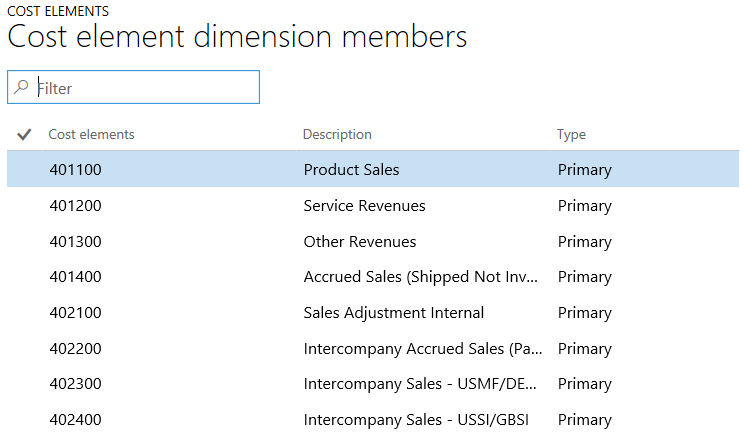 COST ELEMENTS
Cost element dimension members
Filter
Cost elements Description Type
401100 Product Sales Primary
401200 Service Revenues Primary
401300 Other Revenues Primary
401400 Accrued Sales (Shipped Not Inv... Primary
402100 Sales Adjustment Internal Primary
402200 Intercompany Accrued Sales (Pa... Primary
402300 Intercompany Sales - USMF/DE... Primary
402400 Intercompany Sales - USSI/GBSI Primary